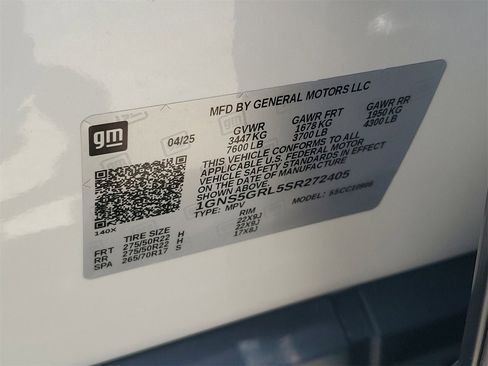 MFD BY GENERAL MOTORS LLC
gm
04/25
GVWR GAWR FRT GAWR RR
3447 KG 1678 KG 1950 KG
7600 LB 3700 LB 4300 LB
THIS VEHICLE CONFORMS TO ALL
APPLICABLE U.S. FEDERAL MOTOR
VEHICLE SAFETY STANDARDS IN EFFECT
ON THE DATE OF MANUFACTURE
SHOWN ABOVE.
1GNS5GRL5SR272405
TYPE: MPV MODEL:
140X
TIRE SIZE RIM
FRT 275/50R22 H 22X9J
RR 275/50R22 H 22X9J
SPA 265/70R17 S 17X8J